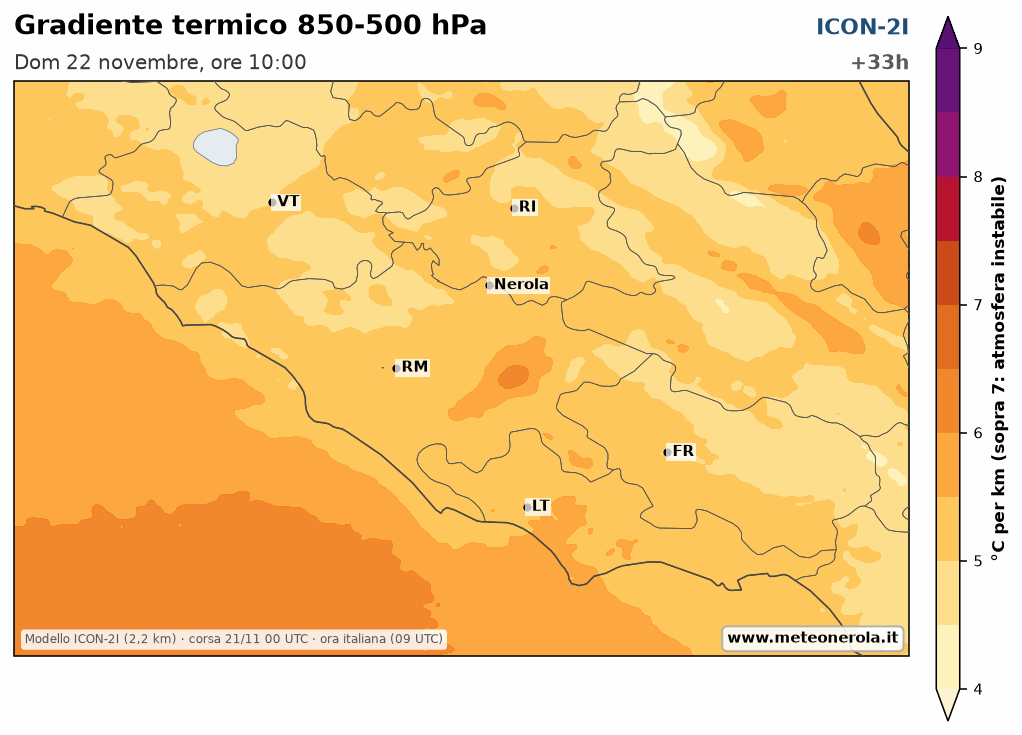 Gradiente termico 850-500 hPa
ICON-2I
Dom 22 novembre, ore 10:00
+33h
VT
RI
Nerola
RM
FR
LT
Modello ICON-2I (2,2 km) · corsa 21/11 00 UTC · ora italiana (09 UTC)
www.meteonerola.it
9
8
7
6
5
4
°C per km (sopra 7: atmosfera instabile)